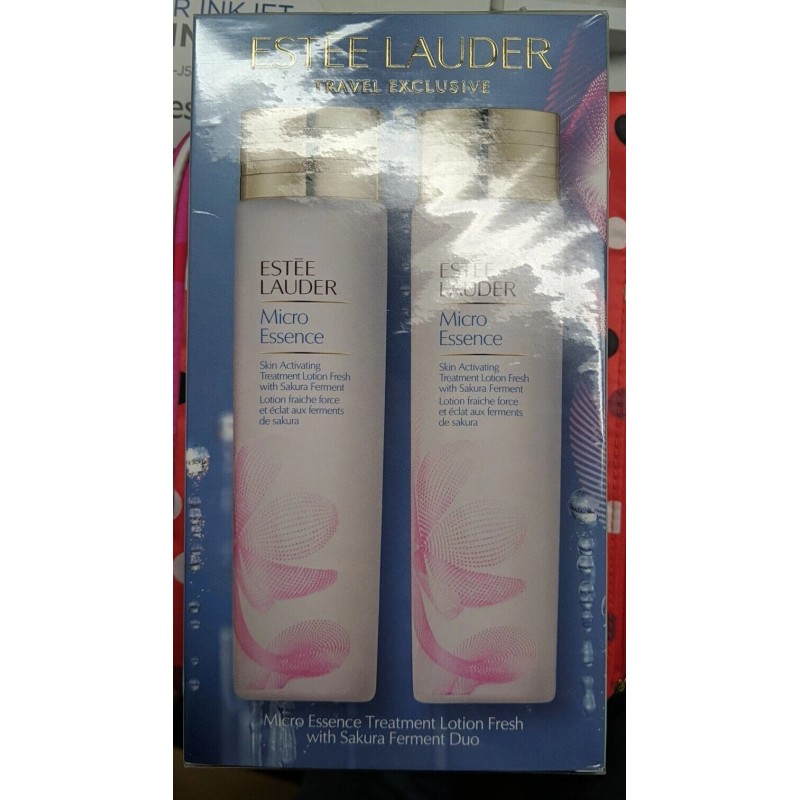 R INK JET
ESTĒE LAUDER
TRAVEL EXCLUSIVE
ESTĒE
LAUDER
Micro
Essence
Skin Activating
Treatment Lotion Fresh
with Sakura Ferment
Lotion fraîche force
et éclat aux ferments
de sakura
ESTĒE
LAUDER
Micro
Essence
Skin Activating
Treatment Lotion Fresh
with Sakura Ferment
Lotion fraîche force
et éclat aux ferments
de sakura
Micro Essence Treatment Lotion Fresh
with Sakura Ferment Duo